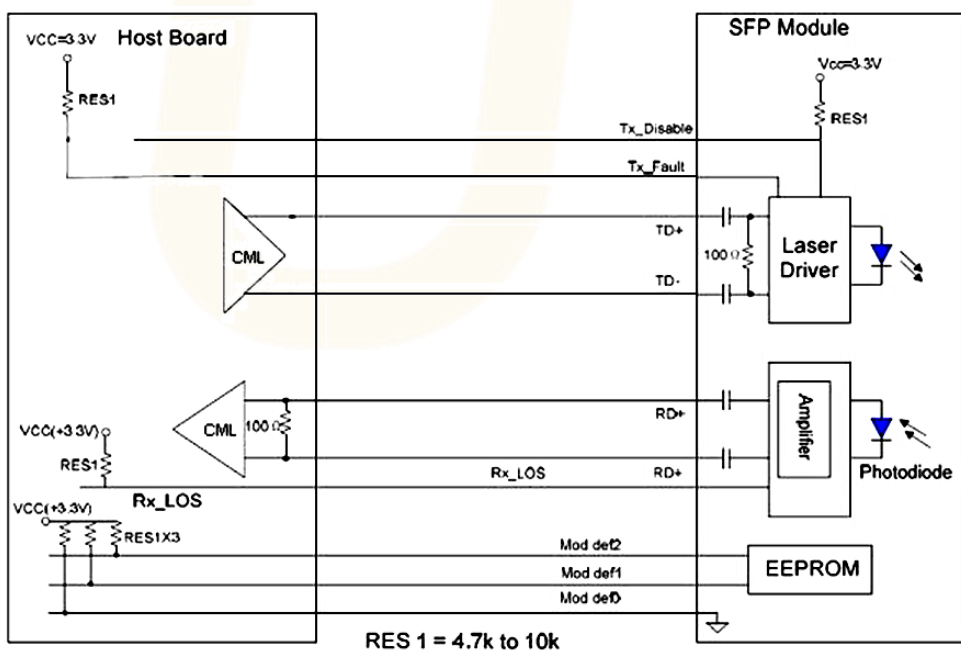 Host Board
SFP Module
VCC=3.3V
RES1
Vcc=3.3V
RES1
Tx_Disable
Tx_Fault
CML
TD+
TD-
100 Ω
Laser
Driver
CML
100 Ω
RD+
RD+
Amplifier
Photodiode
VCC(+3.3V)
RES1
Rx_LOS
Rx_LOS
VCC(+3.3V)
RES1X3
Mod def2
Mod def1
Mod def0
EEPROM
RES 1 = 4.7k to 10k